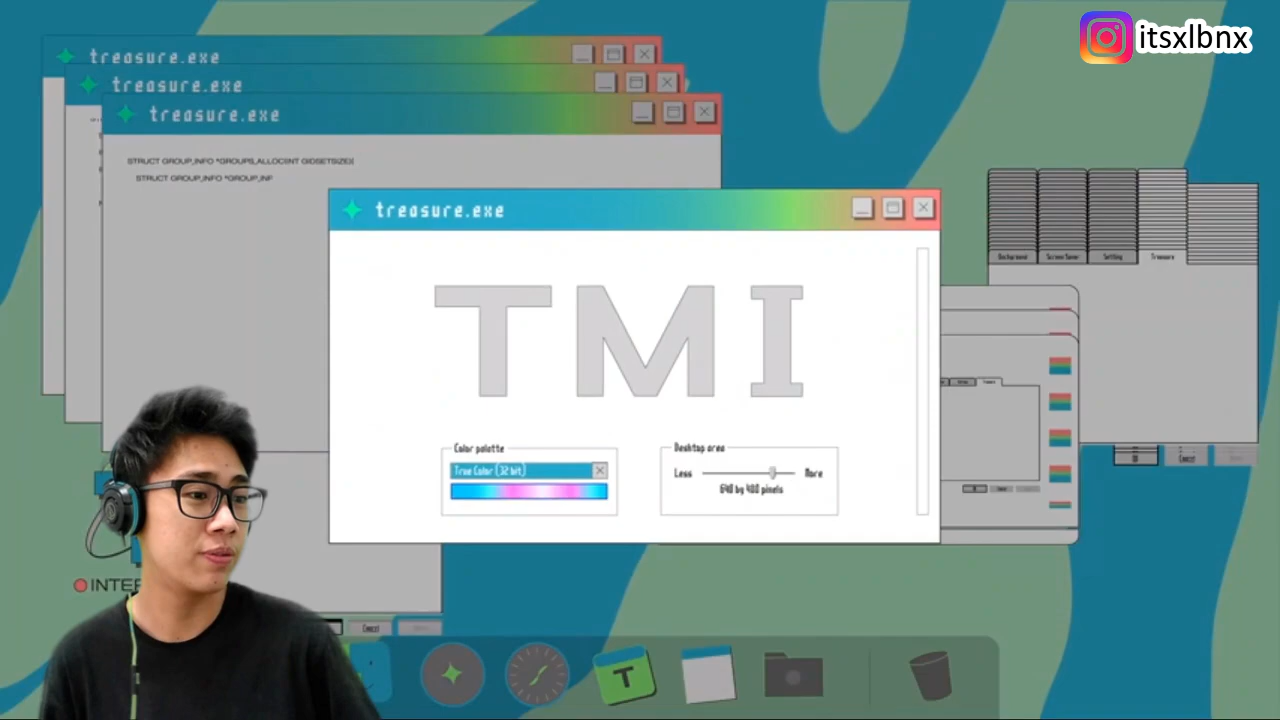 itsxlbnx
treasure.exe
treasure.exe
treasure.exe
STRUCT GROUP_INFO *GROUPS_ALLOC(INT GIDSETSIZE){
STRUCT GROUP_INFO *GROUP_INF
treasure.exe
TMI
Color palette
True Color (32 bit)
Desktop area
Less
More
640 by 480 pixels
Background
Screen Saver
Setting
Treasure
Cancel
INTER
Cancel
T